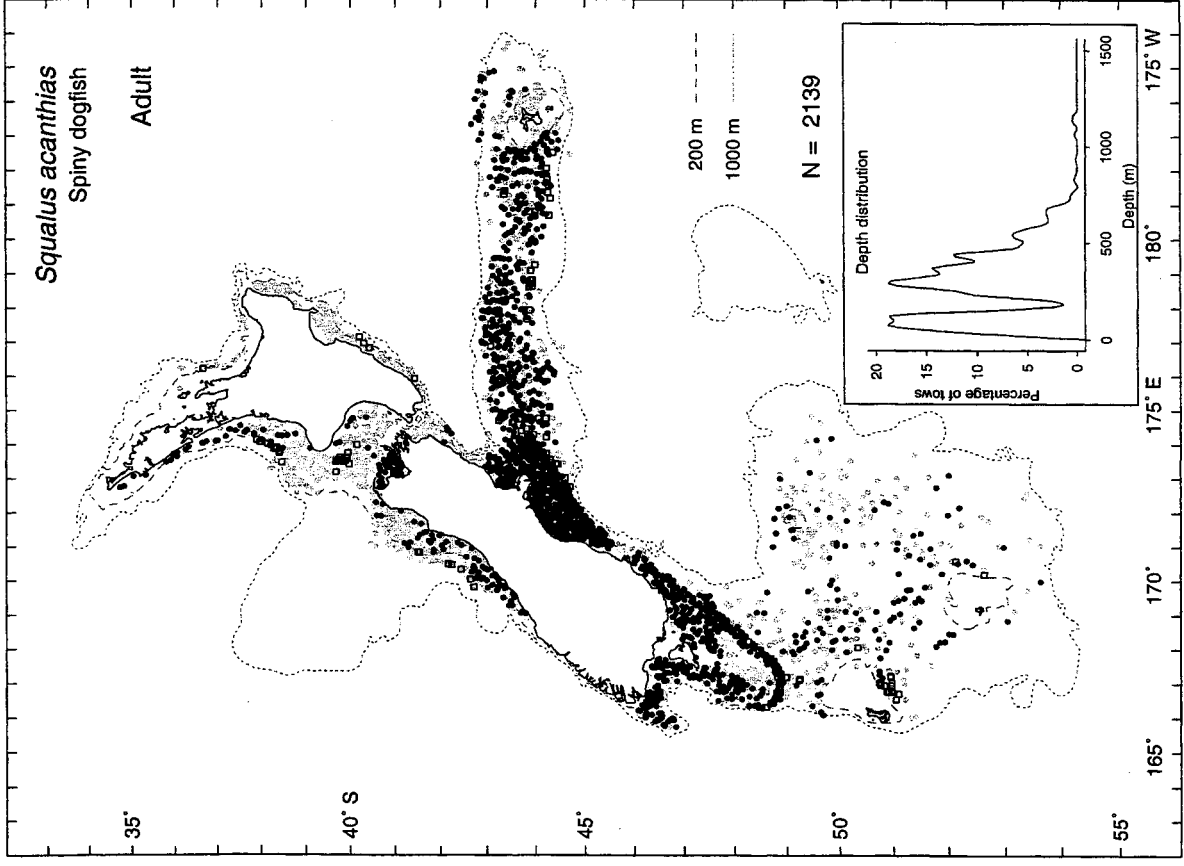 Squalus acanthias
Spiny dogfish
Adult
35°
40° S
45°
50°
55°
165°
170°
175° E
180°
175° W
200 m
1000 m
N = 2139
Depth distribution
Percentage of tows
20
15
10
5
0
0
500
1000
1500
Depth (m)